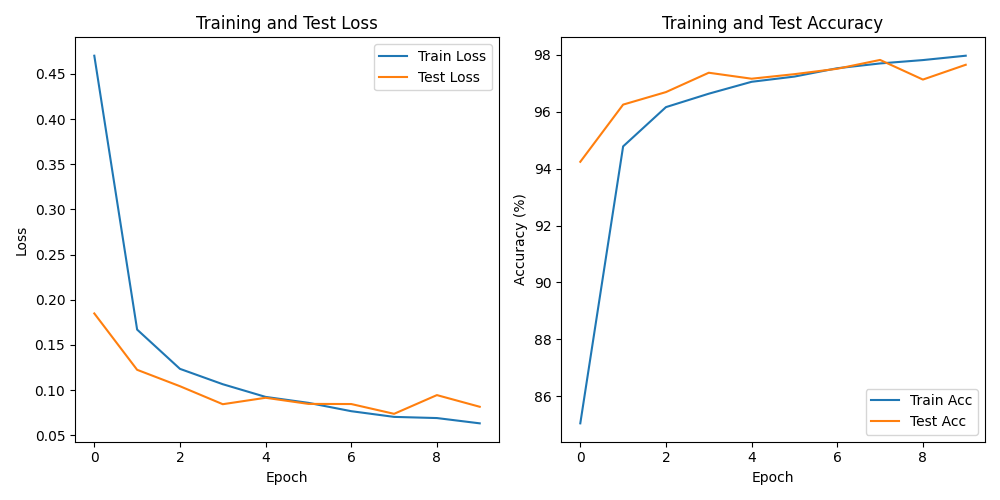 Training and Test Loss
Train Loss
Test Loss
0.45
0.40
0.35
0.30
0.25
0.20
0.15
0.10
0.05
Loss
0 2 4 6 8
Epoch
Training and Test Accuracy
98
96
94
92
90
88
86
Accuracy (%)
Train Acc
Test Acc
0 2 4 6 8
Epoch